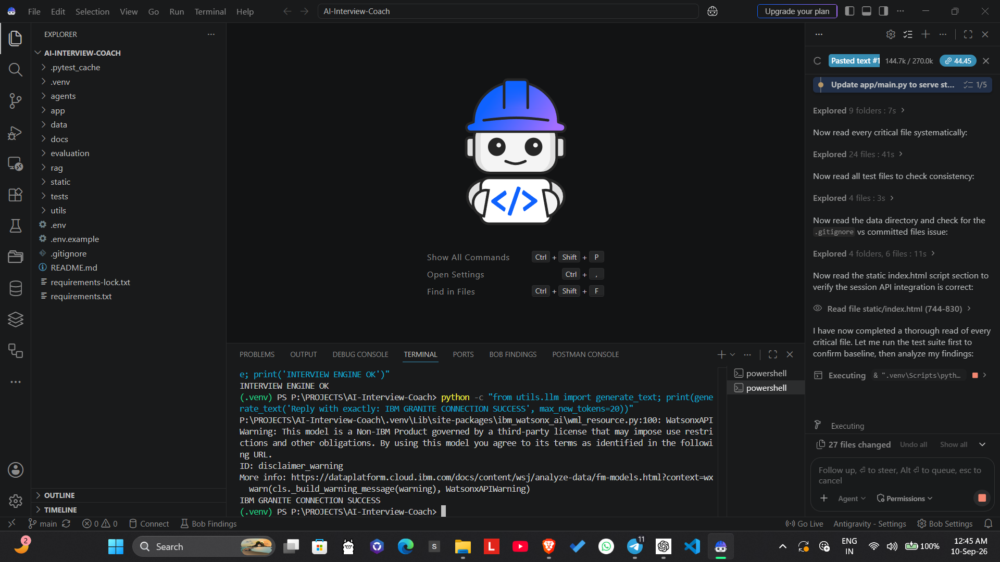 File Edit Selection View Go Run Terminal Help
AI-Interview-Coach
Upgrade your plan
EXPLORER
AI-INTERVIEW-COACH
.pytest_cache
.venv
agents
app
data
docs
evaluation
rag
static
tests
utils
.env
.env.example
.gitignore
README.md
requirements-lock.txt
requirements.txt
OUTLINE
TIMELINE
</>
Show All Commands Ctrl + Shift + P
Open Settings Ctrl + ,
Find in Files Ctrl + Shift + F
PROBLEMS OUTPUT DEBUG CONSOLE TERMINAL PORTS BOB FINDINGS POSTMAN CONSOLE
e; print('INTERVIEW ENGINE OK')"
INTERVIEW ENGINE OK
(.venv) PS P:\PROJECTS\AI-Interview-Coach> python -c "from utils.llm import generate_text; print(gene
rate_text('Reply with exactly: IBM GRANITE CONNECTION SUCCESS', max_new_tokens=20))"
P:\PROJECTS\AI-Interview-Coach\.venv\Lib\site-packages\ibm_watsonx_ai\wml_resource.py:100: WatsonxAPI
Warning: This model is a Non-IBM Product governed by a third-party license that may impose use restri
ctions and other obligations. By using this model you agree to its terms as identified in the followi
ng URL.
ID: disclaimer_warning
More info: https://dataplatform.cloud.ibm.com/docs/content/wsj/analyze-data/fm-models.html?context=wx
warn(cls._build_warning_message(warning), WatsonxAPIWarning)
IBM GRANITE CONNECTION SUCCESS
(.venv) PS P:\PROJECTS\AI-Interview-Coach>
powershell
powershell
Pasted text #1 144.7k / 270.0k 44.45
Update app/main.py to serve st... 1/5
Explored 9 folders : 7s
Now read every critical file systematically:
Explored 24 files : 41s
Now read all test files to check consistency:
Explored 4 files : 3s
Now read the data directory and check for the
.gitignore vs committed files issue:
Explored 4 folders, 6 files : 11s
Now read the static index.html script section to
verify the session API integration is correct:
Read file static/index.html (744-830)
I have now completed a thorough read of every
critical file. Let me run the test suite first to
confirm baseline, then analyze my findings:
Executing & ".venv\Scripts\pyth...
Executing
27 files changed Undo all Show all
Follow up, ⏎ to steer, Alt ⏎ to queue, esc to
cancel
Agent Permissions
main 0 0 Connect Bob Findings
Go Live Antigravity - Settings Bob Settings
2
Search
S
L
11
ENG
IN
100%
12:45 AM
10-Sep-26